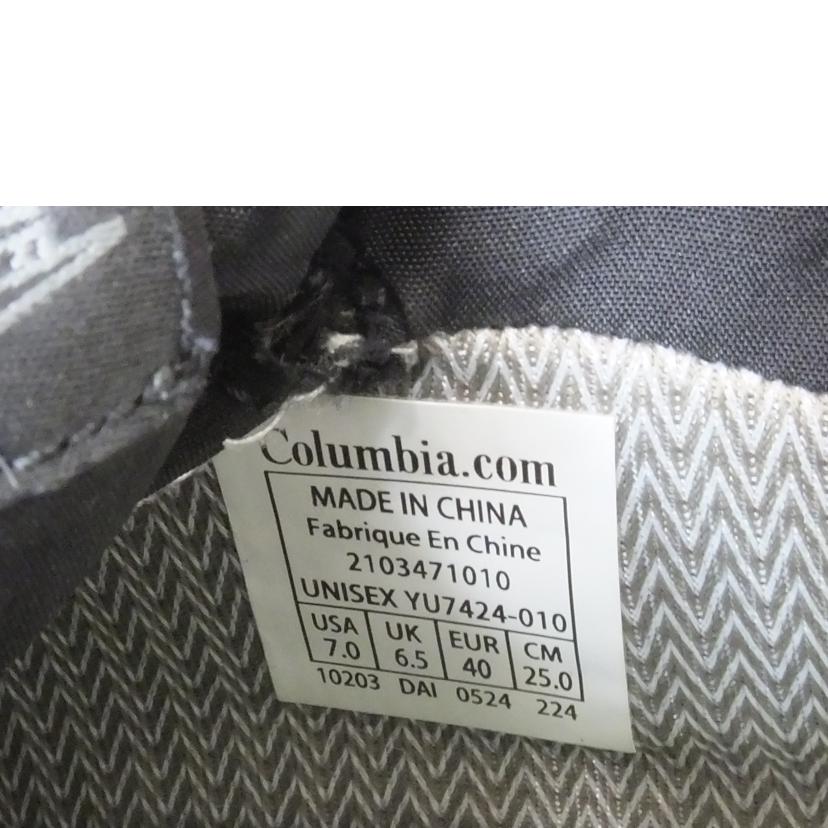 Columbia.com
MADE IN CHINA
Fabrique En Chine
2103471010
UNISEX YU7424-010
USA UK EUR CM
7.0 6.5 40 25.0
10203 DAI 0524 224